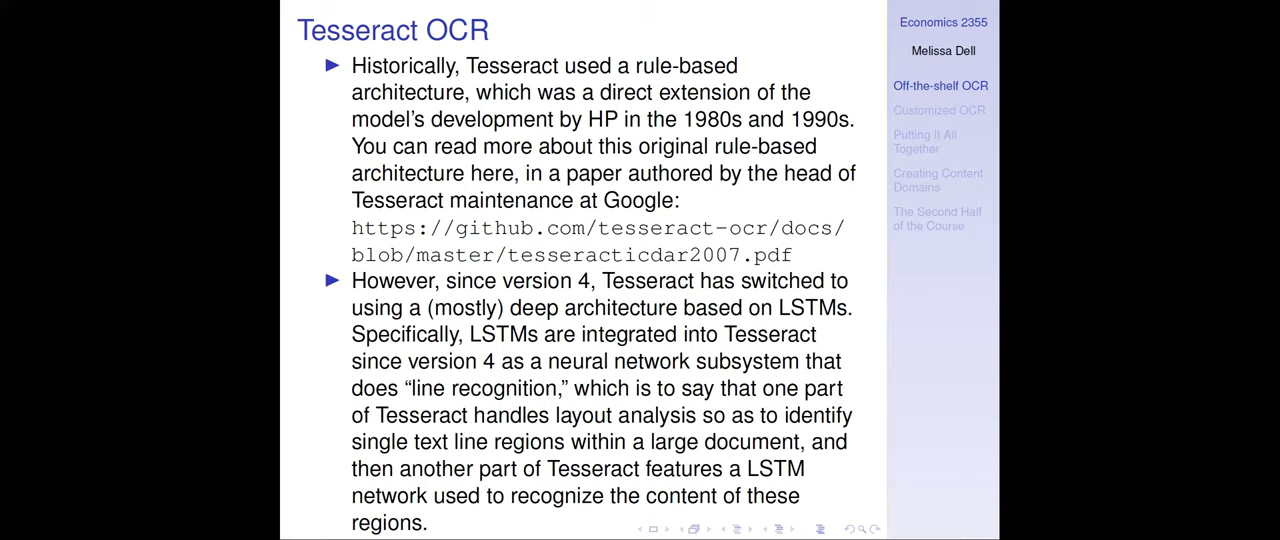 Tesseract OCR
Historically, Tesseract used a rule-based
architecture, which was a direct extension of the
model's development by HP in the 1980s and 1990s.
You can read more about this original rule-based
architecture here, in a paper authored by the head of
Tesseract maintenance at Google:
https://github.com/tesseract-ocr/docs/
blob/master/tesseracticdar2007.pdf
However, since version 4, Tesseract has switched to
using a (mostly) deep architecture based on LSTMs.
Specifically, LSTMs are integrated into Tesseract
since version 4 as a neural network subsystem that
does “line recognition,” which is to say that one part
of Tesseract handles layout analysis so as to identify
single text line regions within a large document, and
then another part of Tesseract features a LSTM
network used to recognize the content of these
regions.
Economics 2355
Melissa Dell
Off-the-shelf OCR
Customized OCR
Putting It All
Together
Creating Content
Domains
The Second Half
of the Course